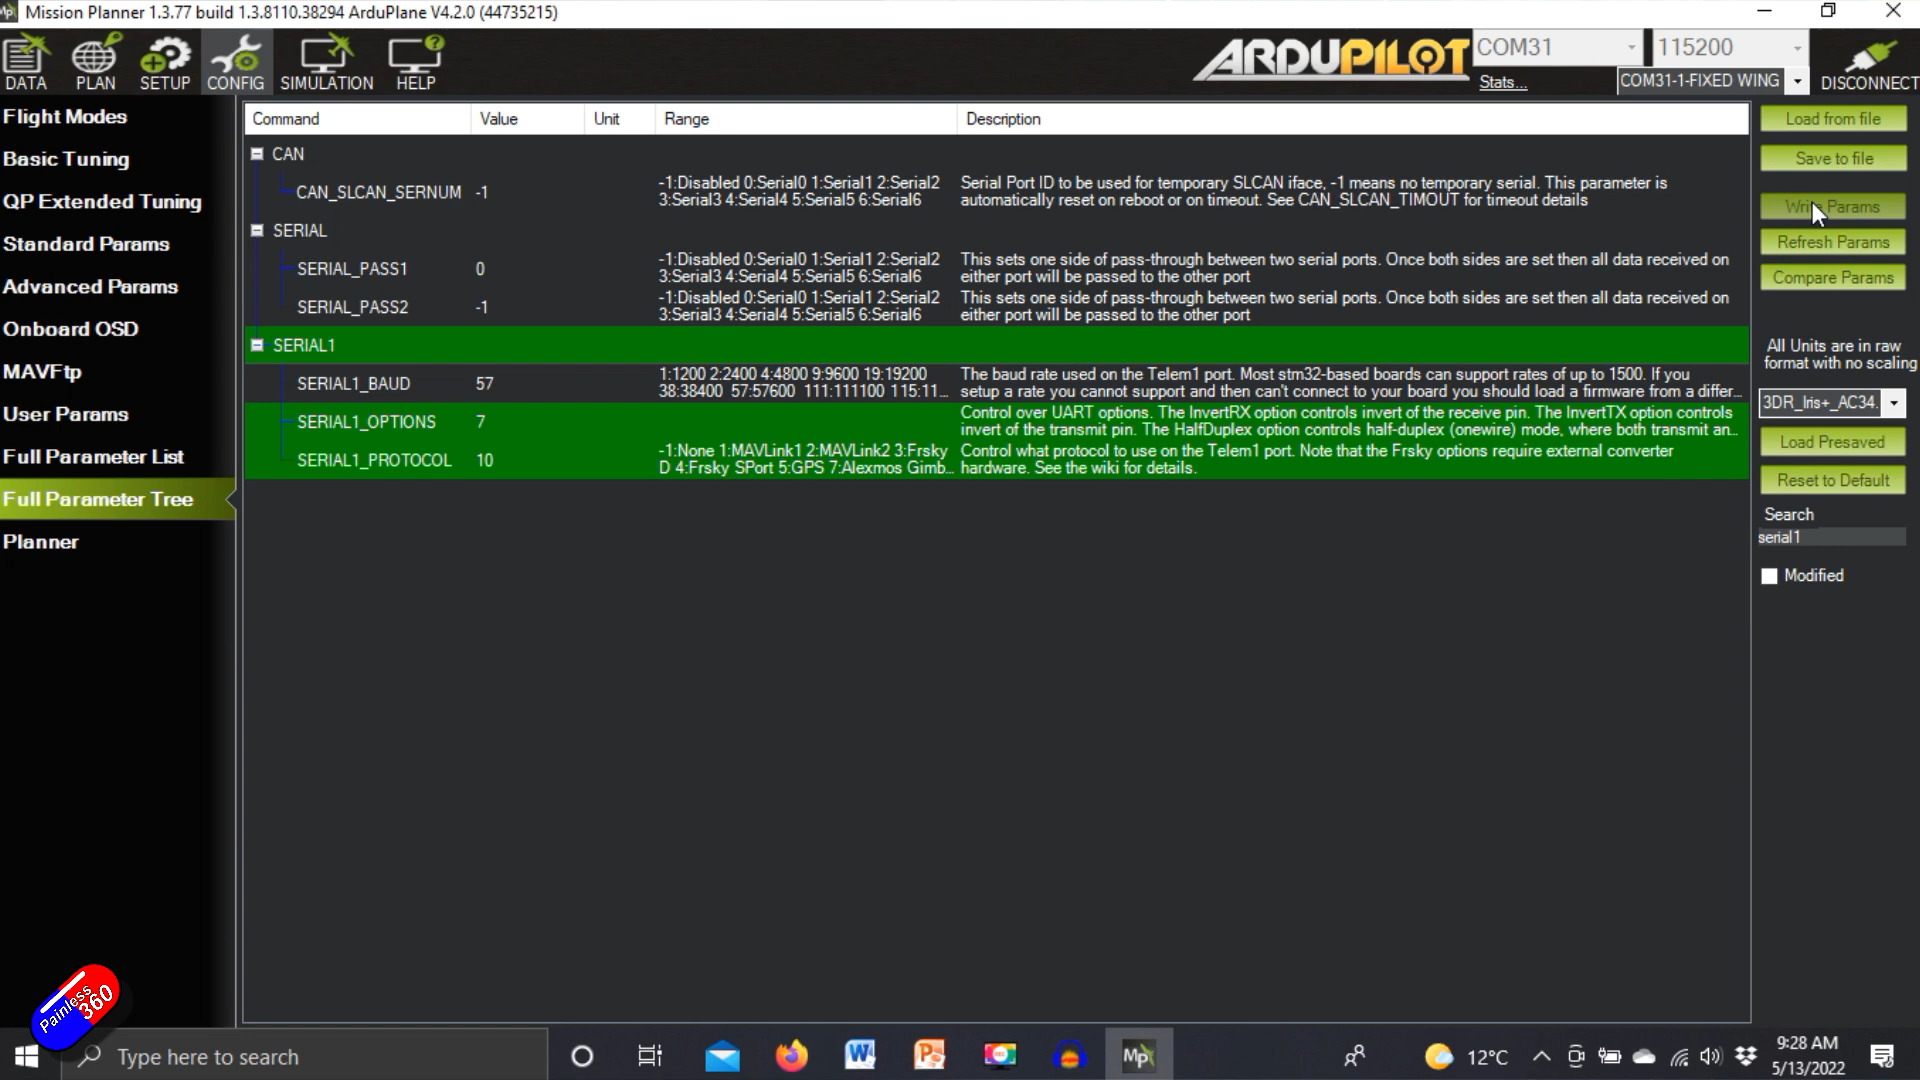 Mission Planner 1.3.77 build 1.3.8110.38294 ArduPlane V4.2.0 (44735215)
DATA
PLAN
SETUP
CONFIG
SIMULATION
HELP
ARDUPILOT
COM31
115200
Stats...
COM31-1-FIXED WING
DISCONNECT
Flight Modes
Basic Tuning
QP Extended Tuning
Standard Params
Advanced Params
Onboard OSD
MAVFtp
User Params
Full Parameter List
Full Parameter Tree
Planner
Command Value Unit Range Description
CAN
CAN_SLCAN_SERNUM -1
-1:Disabled 0:Serial0 1:Serial1 2:Serial2
3:Serial3 4:Serial4 5:Serial5 6:Serial6
Serial Port ID to be used for temporary SLCAN iface, -1 means no temporary serial. This parameter is
automatically reset on reboot or on timeout. See CAN_SLCAN_TIMOUT for timeout details
SERIAL
SERIAL_PASS1 0
-1:Disabled 0:Serial0 1:Serial1 2:Serial2
3:Serial3 4:Serial4 5:Serial5 6:Serial6
This sets one side of pass-through between two serial ports. Once both sides are set then all data received on
either port will be passed to the other port
SERIAL_PASS2 -1
-1:Disabled 0:Serial0 1:Serial1 2:Serial2
3:Serial3 4:Serial4 5:Serial5 6:Serial6
This sets one side of pass-through between two serial ports. Once both sides are set then all data received on
either port will be passed to the other port
SERIAL1
SERIAL1_BAUD 57
1:1200 2:2400 4:4800 9:9600 19:19200
38:38400 57:57600 111:111100 115:11...
The baud rate used on the Telem1 port. Most stm32-based boards can support rates of up to 1500. If you
setup a rate you cannot support and then can't connect to your board you should load a firmware from a differ...
SERIAL1_OPTIONS 7
Control over UART options. The InvertRX option controls invert of the receive pin. The InvertTX option controls
invert of the transmit pin. The HalfDuplex option controls half-duplex (onewire) mode, where both transmit an...
SERIAL1_PROTOCOL 10
-1:None 1:MAVLink1 2:MAVLink2 3:Frsky
D 4:Frsky SPort 5:GPS 7:Alexmos Gimb...
Control what protocol to use on the Telem1 port. Note that the Frsky options require external converter
hardware. See the wiki for details.
Load from file
Save to file
Write Params
Refresh Params
Compare Params
All Units are in raw
format with no scaling
3DR_Iris+_AC34.
Load Presaved
Reset to Default
Search
serial1
Modified
Painless
360
Type here to search
Mp
12°C
9:28 AM
5/13/2022